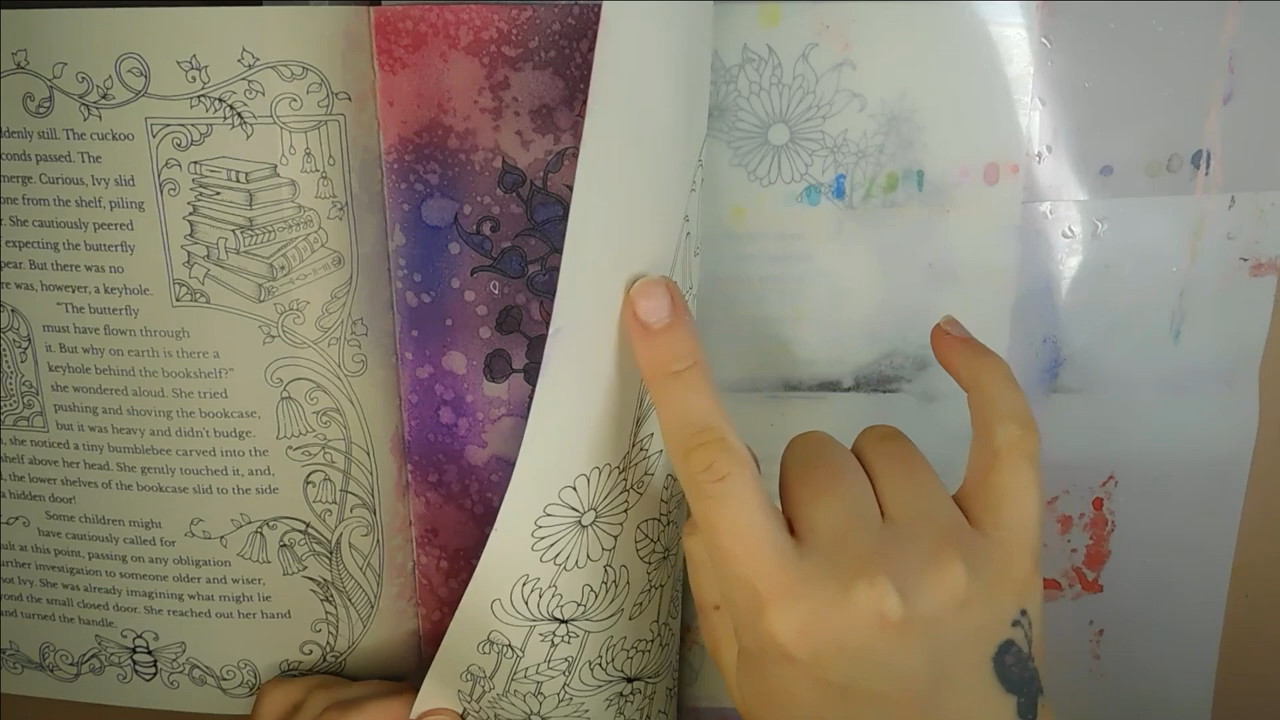 ddenly still. The cuckoo
conds passed. The
merge. Curious, Ivy slid
one from the shelf, piling
r. She cautiously peered
expecting the butterfly
pear. But there was no
re was, however, a keyhole.
"The butterfly
must have flown through
it. But why on earth is there a
keyhole behind the bookshelf?"
she wondered aloud. She tried
pushing and shoving the bookcase,
but it was heavy and didn't budge.
, she noticed a tiny bumblebee carved into the
shelf above her head. She gently touched it, and,
, the lower shelves of the bookcase slid to the side
a hidden door!
Some children might
have cautiously called for
ult at this point, passing on any obligation
urther investigation to someone older and wiser,
not Ivy. She was already imagining what might lie
yond the small closed door. She reached out her hand
and turned the handle.